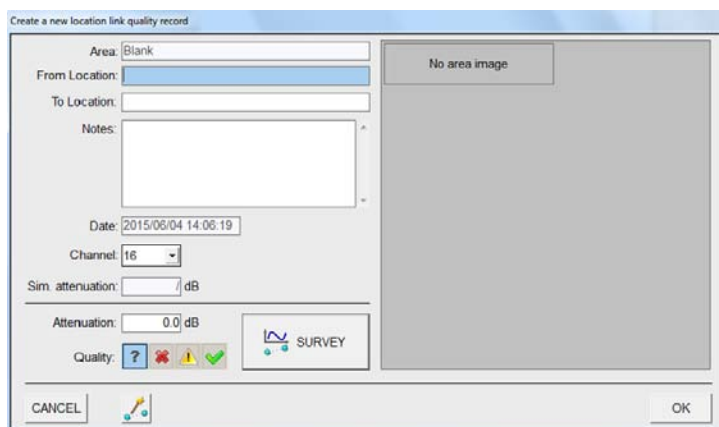 Create a new location link quality record
Area: Blank
No area image
From Location:
To Location:
Notes:
Date: 2015/06/04 14:06:19
Channel: 16
Sim. attenuation: / dB
Attenuation: 0.0 dB
SURVEY
Quality: ? !
CANCEL
OK